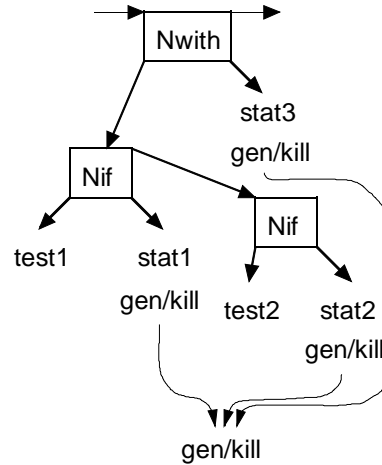 Nwith
stat3
gen/kill
Nif
Nif
test1
stat1
gen/kill
test2
stat2
gen/kill
gen/kill